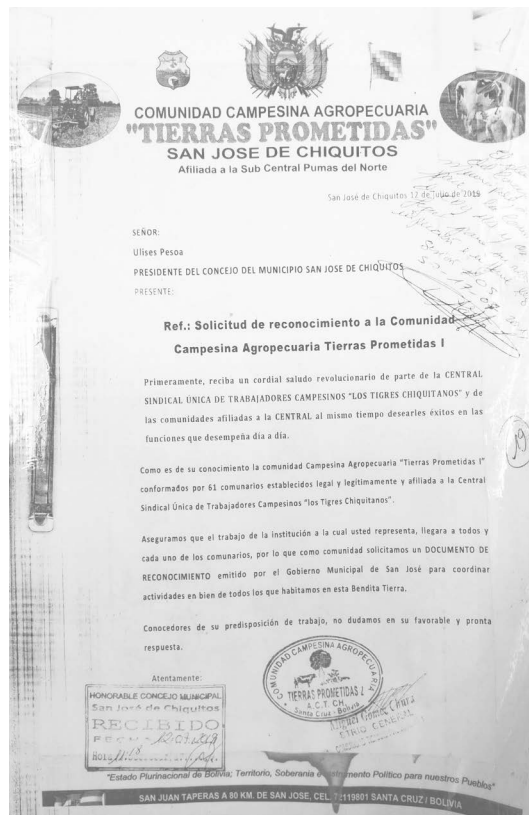 COMUNIDAD CAMPESINA AGROPECUARIA
"TIERRAS PROMETIDAS"
SAN JOSE DE CHIQUITOS
Afiliada a la Sub Central Pumas del Norte
San José de Chiquitos 12 de julio de 2019
SEÑOR:
Ulises Pesoa
PRESIDENTE DEL CONCEJO DEL MUNICIPIO SAN JOSE DE CHIQUITOS
PRESENTE:
Ref.: Solicitud de reconocimiento a la Comunidad
Campesina Agropecuaria Tierras Prometidas I
Primeramente, reciba un cordial saludo revolucionario de parte de la CENTRAL
SINDICAL ÚNICA DE TRABAJADORES CAMPESINOS "LOS TIGRES CHIQUITANOS" y de
las comunidades afiliadas a la CENTRAL al mismo tiempo desearles éxitos en las
funciones que desempeña día a día.
Como es de su conocimiento la comunidad Campesina Agropecuaria "Tierras Prometidas I"
conformados por 61 comunarios establecidos legal y legítimamente y afiliada a la Central
Sindical Única de Trabajadores Campesinos "los Tigres Chiquitanos".
Aseguramos que el trabajo de la institución a la cual usted representa, llegara a todos y
cada uno de los comunarios, por lo que como comunidad solicitamos un DOCUMENTO DE
RECONOCIMIENTO emitido por el Gobierno Municipal de San José para coordinar
actividades en bien de todos los que habitamos en esta Bendita Tierra.
Conocedores de su predisposición de trabajo, no dudamos en su favorable y pronta
respuesta.
Atentamente:
HONORABLE CONCEJO MUNICIPAL
San José de Chiquitos
RECIBIDO
COMUNIDAD CAMPESINA AGROPECUARIA
TIERRAS PROMETIDAS I
A.C.T. CH.
Santa Cruz - Bolivia
STRIO GENERAL
19
"Estado Plurinacional de Bolivia; Territorio, Soberania e Instrumento Político para nuestros Pueblos"
SAN JUAN TAPERAS A 80 KM. DE SAN JOSE, CEL. 72119801 SANTA CRUZ / BOLIVIA